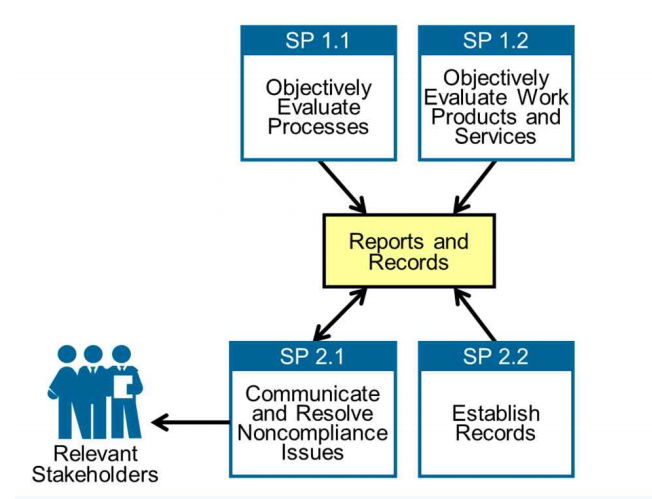 SP 1.1
Objectively
Evaluate
Processes
SP 1.2
Objectively
Evaluate Work
Products and
Services
Reports and
Records
SP 2.1
Communicate
and Resolve
Noncompliance
Issues
SP 2.2
Establish
Records
Relevant
Stakeholders